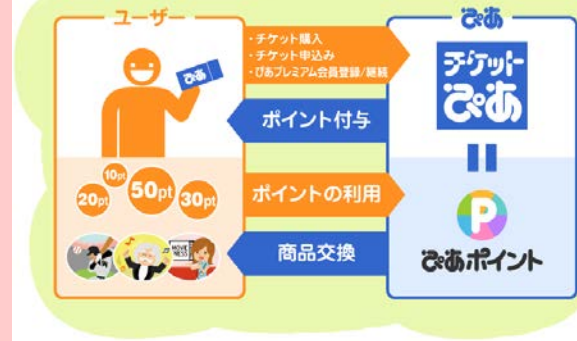 ユーザー
ぴあ
・チケット購入
・チケット申込み
・ぴあプレミアム会員登録/継続
ぴあ
チケット
ぴあ
ポイント付与
10pt
20pt
50pt
30pt
ポイントの利用
P
商品交換
ぴあポイント